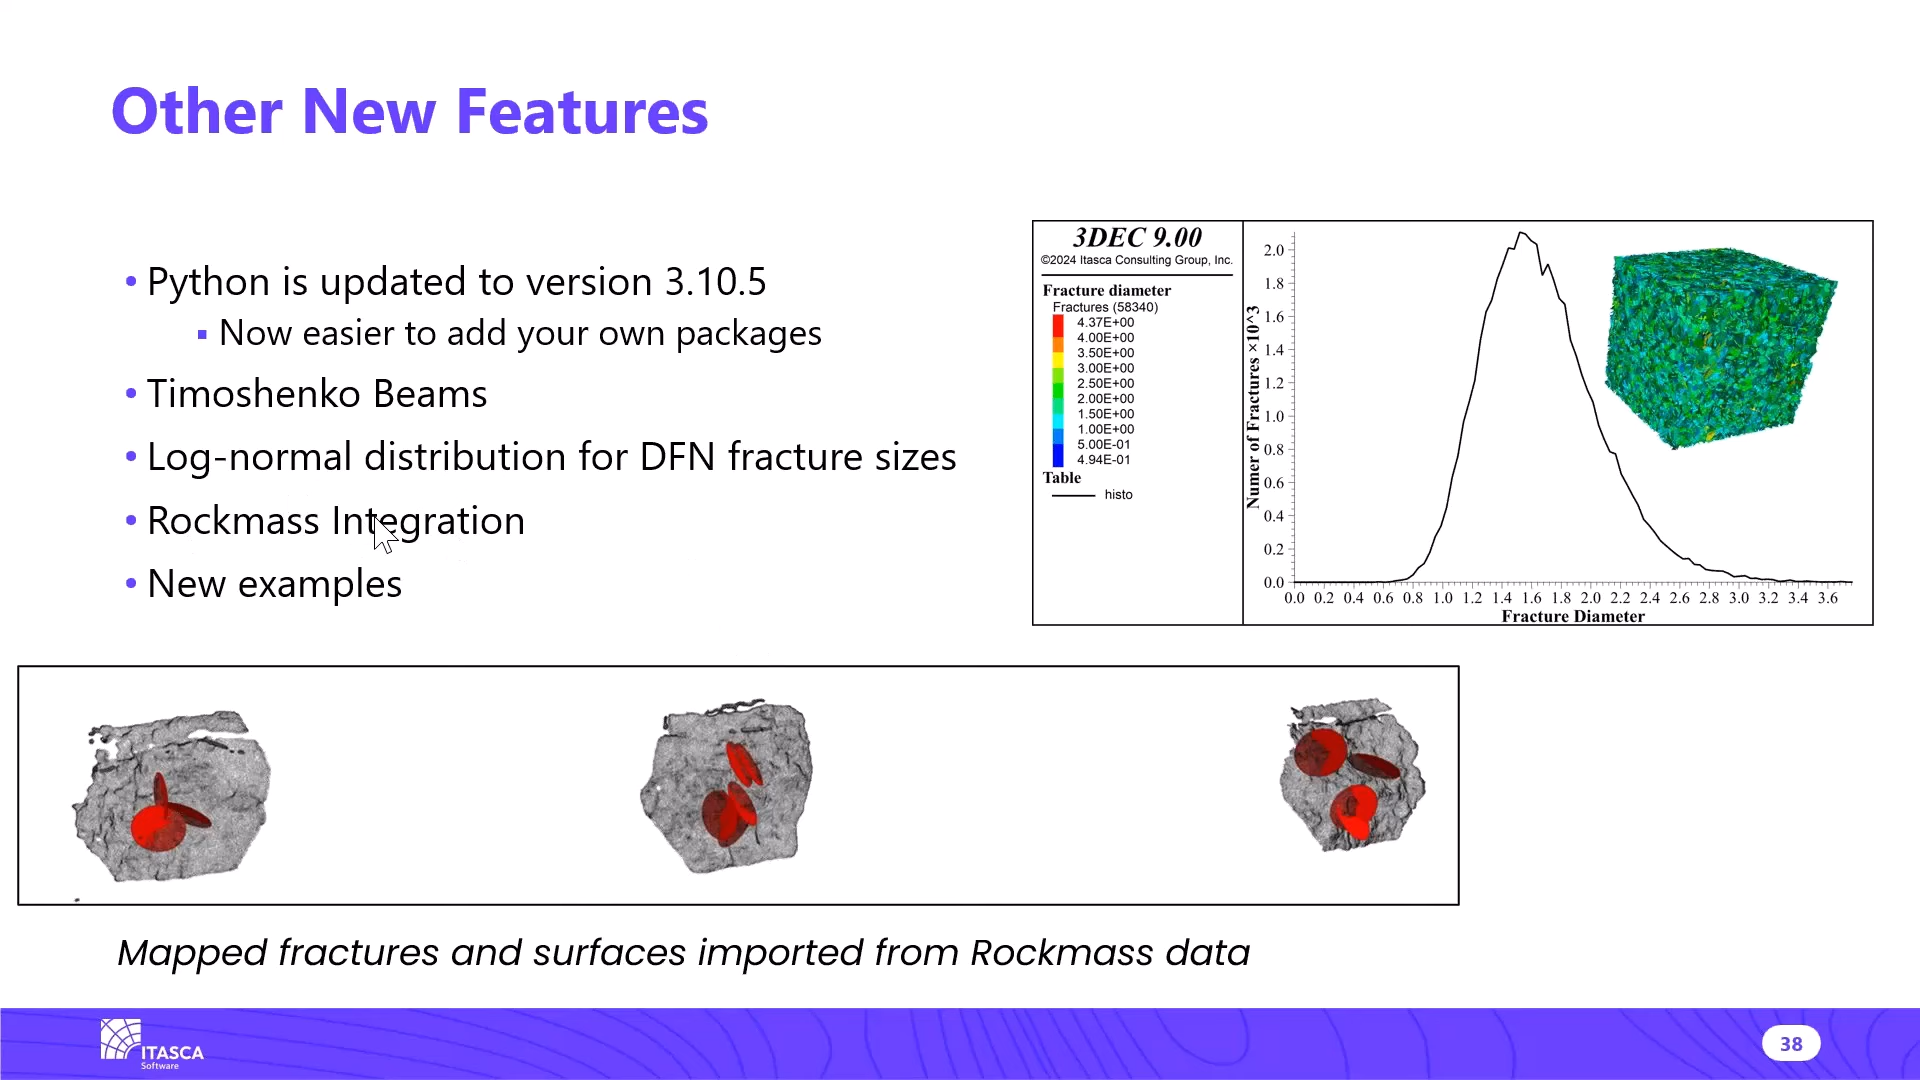 Other New Features
• Python is updated to version 3.10.5
▪ Now easier to add your own packages
• Timoshenko Beams
• Log-normal distribution for DFN fracture sizes
• Rockmass Integration
• New examples
3DEC 9.00
©2024 Itasca Consulting Group, Inc.
Fracture diameter
Fractures (58340)
4.37E+00
4.00E+00
3.50E+00
3.00E+00
2.50E+00
2.00E+00
1.50E+00
1.00E+00
5.00E-01
4.94E-01
Table
histo
Numer of Fractures ×10^3
2.0
1.8
1.6
1.4
1.2
1.0
0.8
0.6
0.4
0.2
0.0
0.0 0.2 0.4 0.6 0.8 1.0 1.2 1.4 1.6 1.8 2.0 2.2 2.4 2.6 2.8 3.0 3.2 3.4 3.6
Fracture Diameter
Mapped fractures and surfaces imported from Rockmass data
ITASCA
Software
38